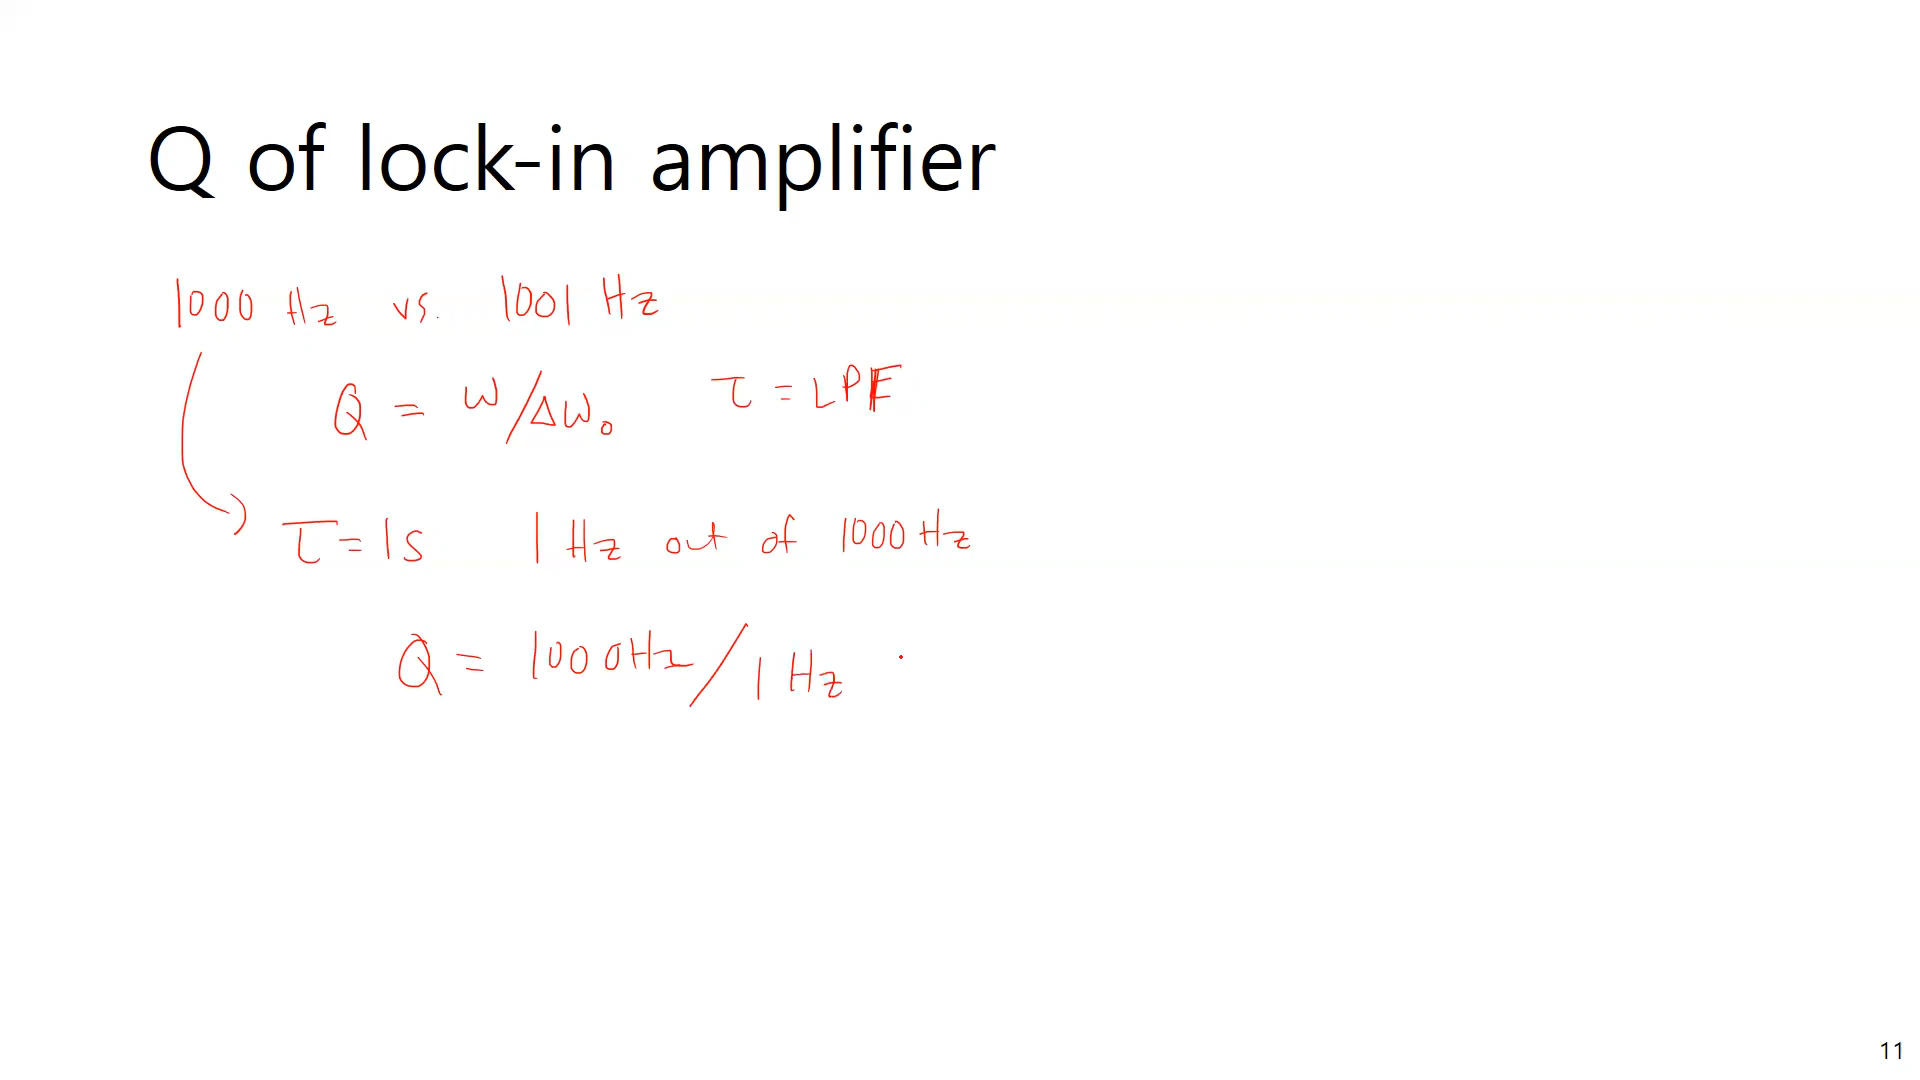 Q of lock-in amplifier
1000 Hz vs. 1001 Hz
Q = ω/Δω₀ τ = LPF
τ = 1s 1 Hz out of 1000 Hz
Q = 1000Hz/1 Hz
11